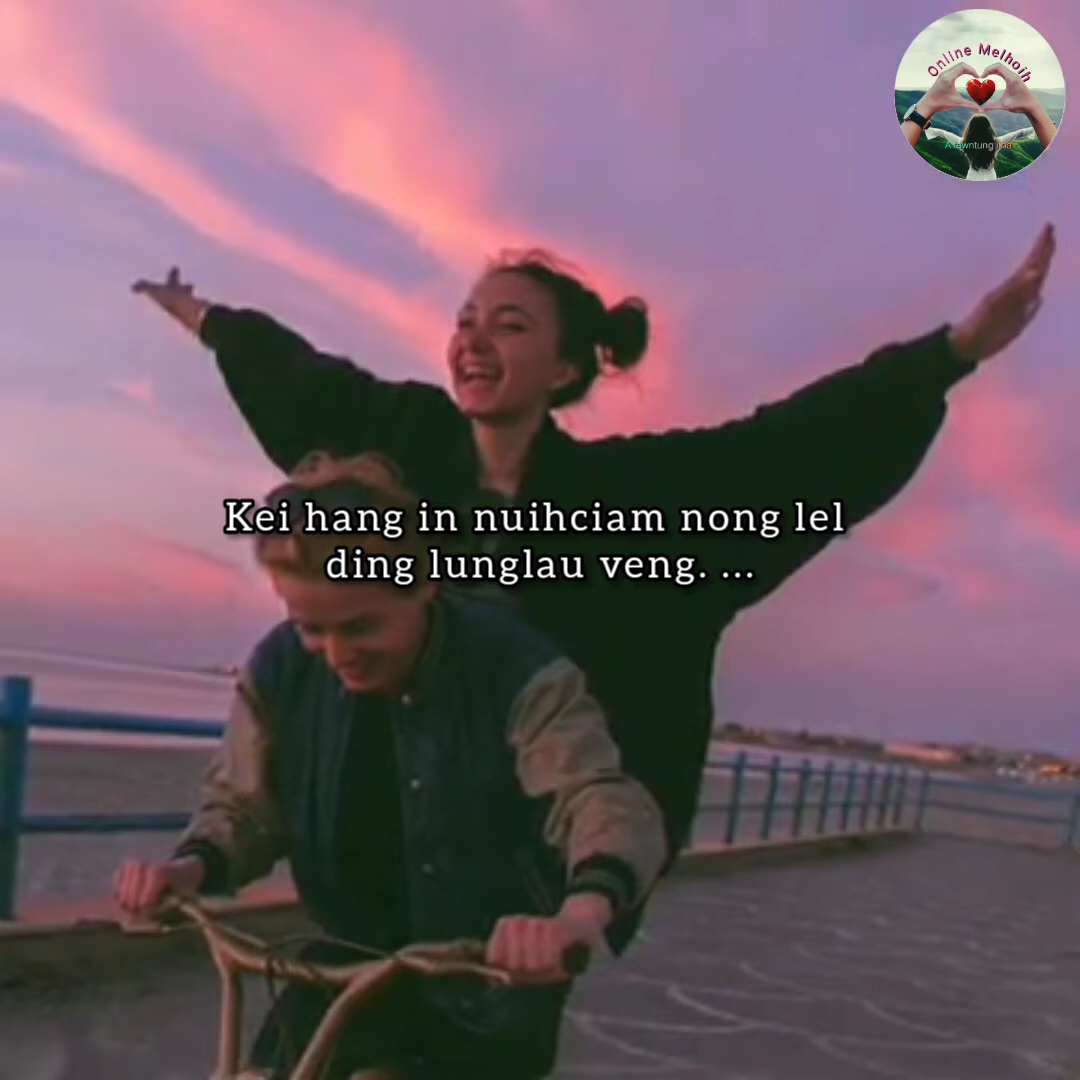 Online Melhoih
Kei hang in nuihciam nong lel
ding lunglau veng. ...